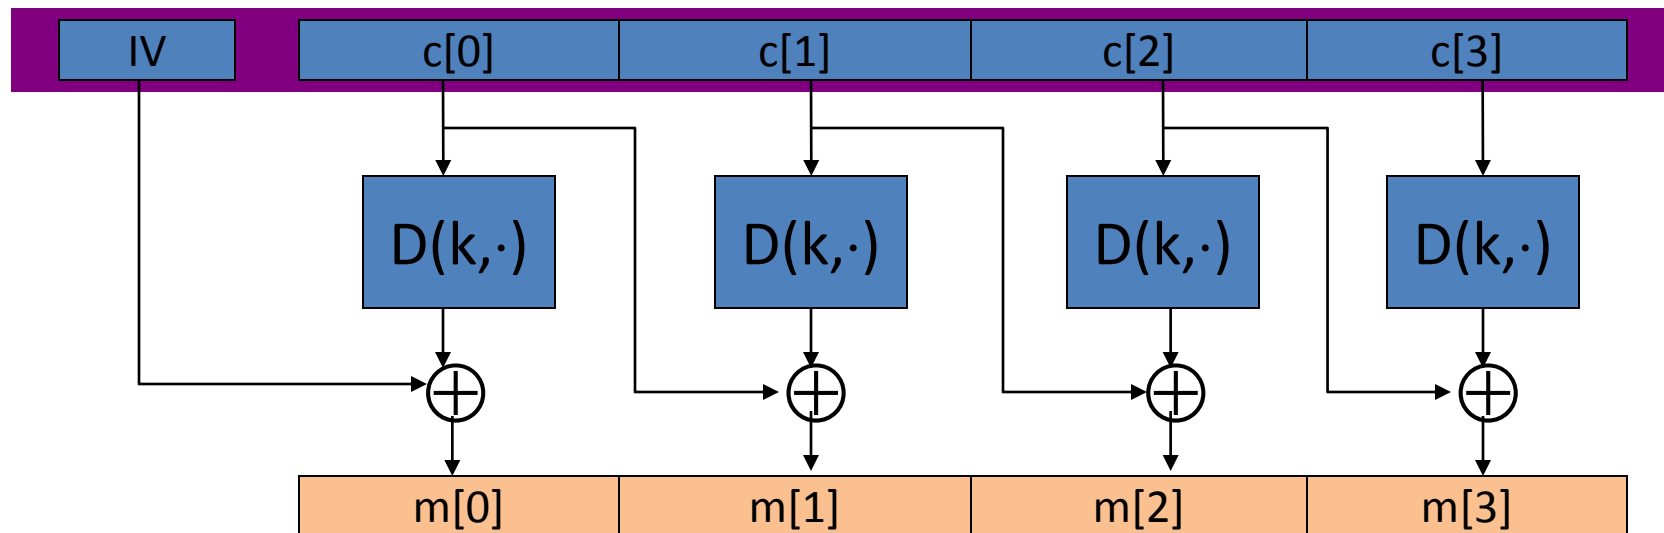 IV c[0] c[1] c[2] c[3]
D(k,·) D(k,·) D(k,·) D(k,·)
m[0] m[1] m[2] m[3]